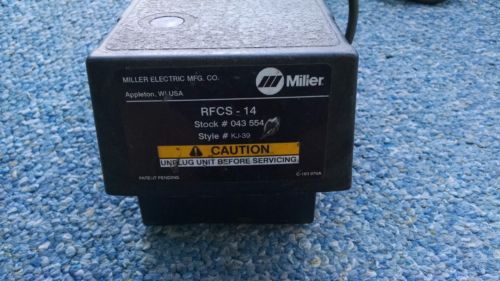 MILLER ELECTRIC MFG. CO.
Appleton, WI USA
Miller
RFCS - 14
Stock # 043 554
Style # KJ-39
CAUTION
UNPLUG UNIT BEFORE SERVICING
PATENT PENDING